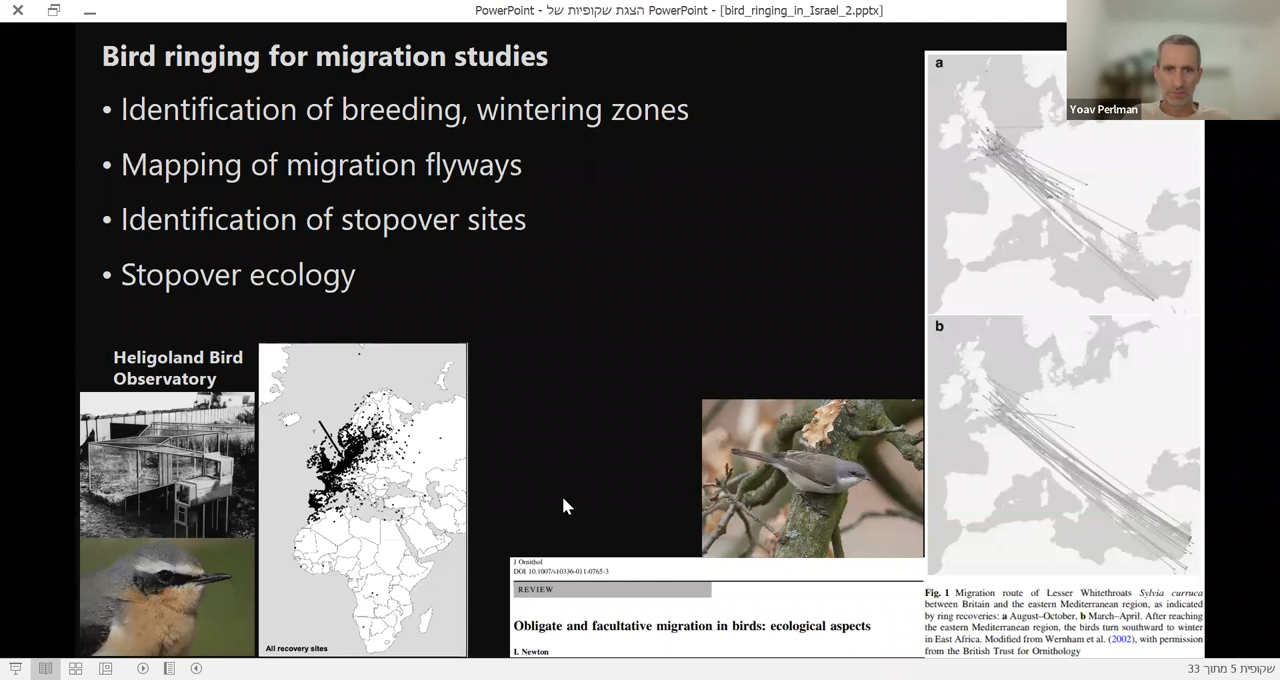 PowerPoint - הצגת שקופיות של PowerPoint - [bird_ringing_in_Israel_2.pptx]
Yoav Perlman
Bird ringing for migration studies
• Identification of breeding, wintering zones
• Mapping of migration flyways
• Identification of stopover sites
• Stopover ecology
Heligoland Bird
Observatory
All recovery sites
J Ornithol
DOI 10.1007/s10336-011-0765-3
REVIEW
Obligate and facultative migration in birds: ecological aspects
I. Newton
a
b
Fig. 1 Migration route of Lesser Whitethroats Sylvia curruca
between Britain and the eastern Mediterranean region, as indicated
by ring recoveries: a August–October, b March–April. After reaching
the eastern Mediterranean region, the birds turn southward to winter
in East Africa. Modified from Wernham et al. (2002), with permission
from the British Trust for Ornithology
שקופית 5 מתוך 33